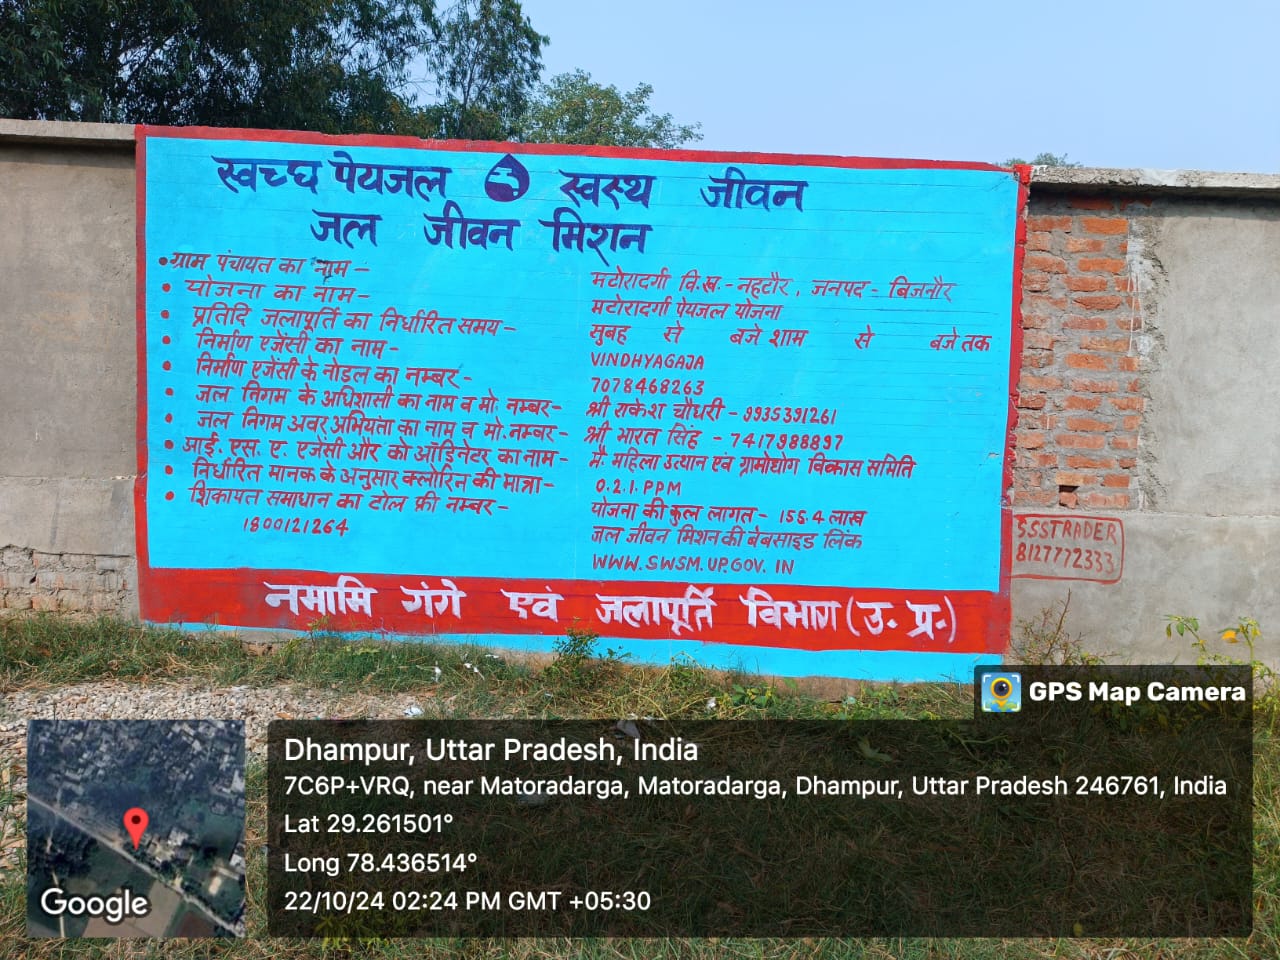 स्वच्छ पेयजल स्वस्थ जीवन
जल जीवन मिशन
•ग्राम पंचायत का नाम - मटोरादर्गा वि.ख.- नहटौर, जनपद - बिजनौर
• योजना का नाम - मटोरादर्गा पेयजल योजना
• प्रतिदि जलापूर्ति का निर्धारित समय - सुबह से बजे शाम से बजे तक
• निर्माण एजेंसी का नाम - VINDHYAGAJA
• निर्माण एजेंसी के नोडल का नम्बर - 7078468263
• जल निगम के अधिशासी का नाम व मो. नम्बर - श्री राकेश चौधरी - 9935391261
• जल निगम अवर अभियंता का नाम व मो. नम्बर - श्री भारत सिंह - 7417988897
• आई. एस. ए. एजेंसी और को ऑर्डिनेटर का नाम - मै. महिला उत्थान एवं ग्रामोद्योग विकास समिति
• निर्धारित मानक के अनुसार क्लोरिन की मात्रा - 0.2.1. PPM
• शिकायत समाधान का टोल फ्री नम्बर - योजना की कुल लागत - 155.4 लाख
1800121264 जल जीवन मिशन की बेबसाइड लिंक
WWW.SWSM.UP.GOV.IN
नमामि गंगे एवं जलापूर्ति विभाग (उ. प्र.)
SSSTRADER
8127772333
GPS Map Camera
Dhampur, Uttar Pradesh, India
7C6P+VRQ, near Matoradarga, Matoradarga, Dhampur, Uttar Pradesh 246761, India
Lat 29.261501°
Long 78.436514°
22/10/24 02:24 PM GMT +05:30
Google